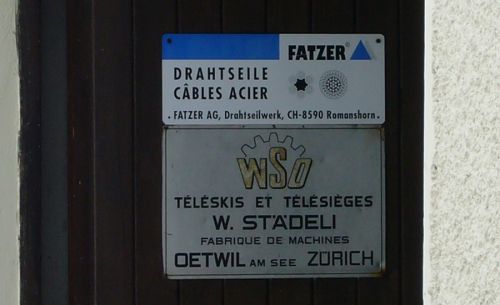 FATZER®
DRAHTSEILE
CÂBLES ACIER
. FATZER AG, Drahtseilwerk, CH-8590 Romanshorn .
WSO
TÉLÉSKIS ET TÉLÉSIÈGES
W. STÄDELI
FABRIQUE DE MACHINES
OETWIL AM SEE ZÜRICH